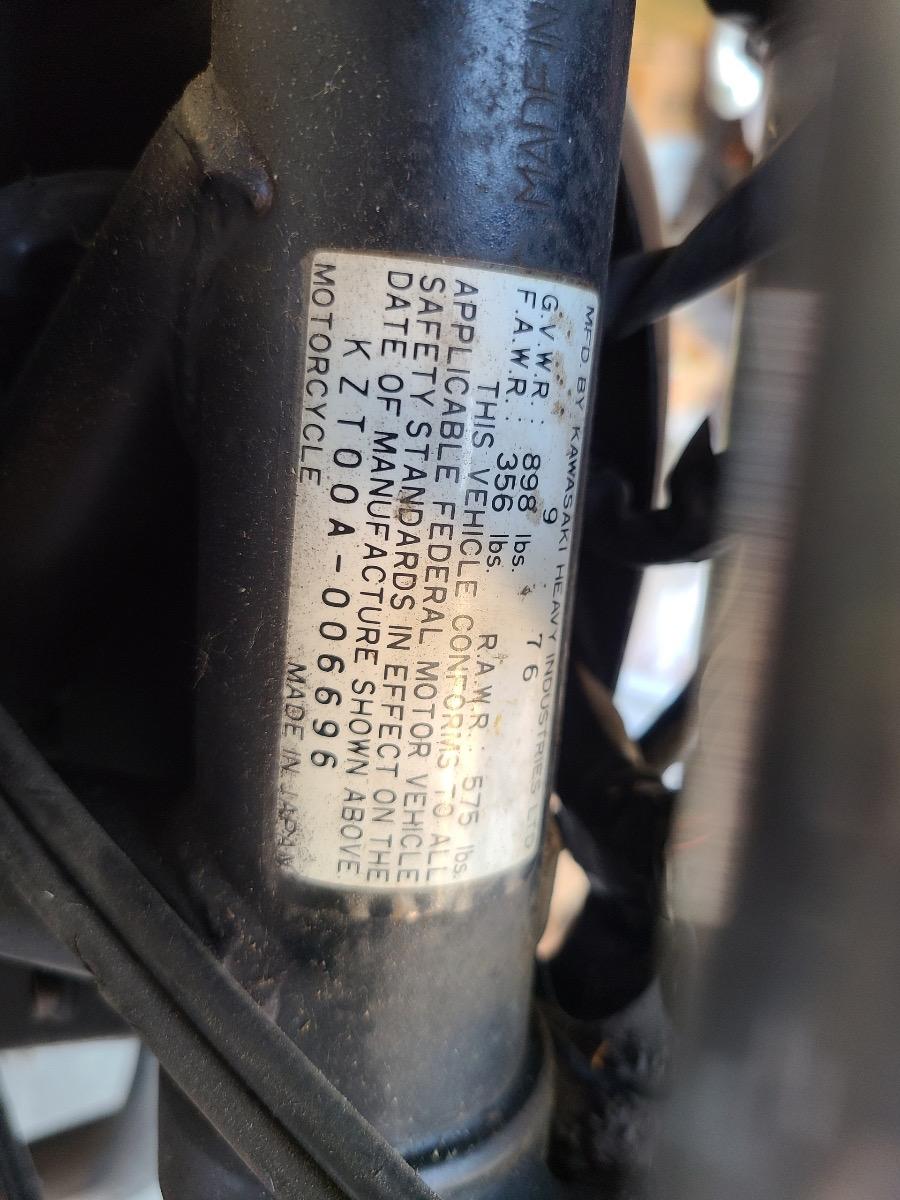 MFD BY KAWASAKI HEAVY INDUSTRIES LTD
9 . 76
G.V.W.R.: 898 lbs.
F.A.W.R.: 356 lbs. R.A.W.R.: 575 lbs.
THIS VEHICLE CONFORMS TO ALL
APPLICABLE FEDERAL MOTOR VEHICLE
SAFETY STANDARDS IN EFFECT ON THE
DATE OF MANUFACTURE SHOWN ABOVE.
KZT00A-006696
MOTORCYCLE MADE IN JAPAN